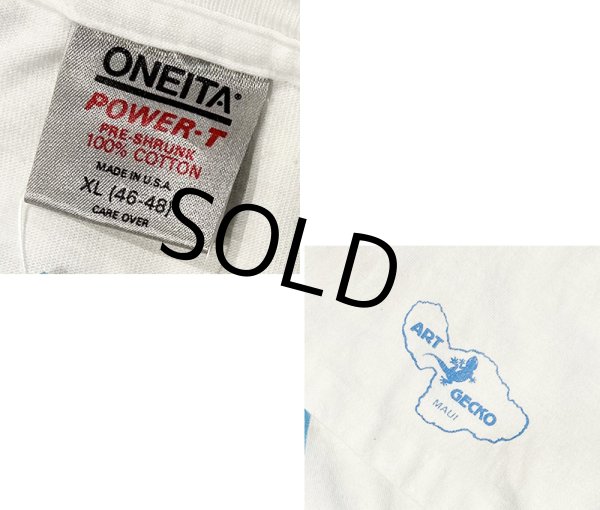 ONEITA
POWER-T
PRE-SHRUNK
100% COTTON
MADE IN U.S.A.
XL (46-48)
CARE OVER
SOLD
ART
GECKO
MAUI